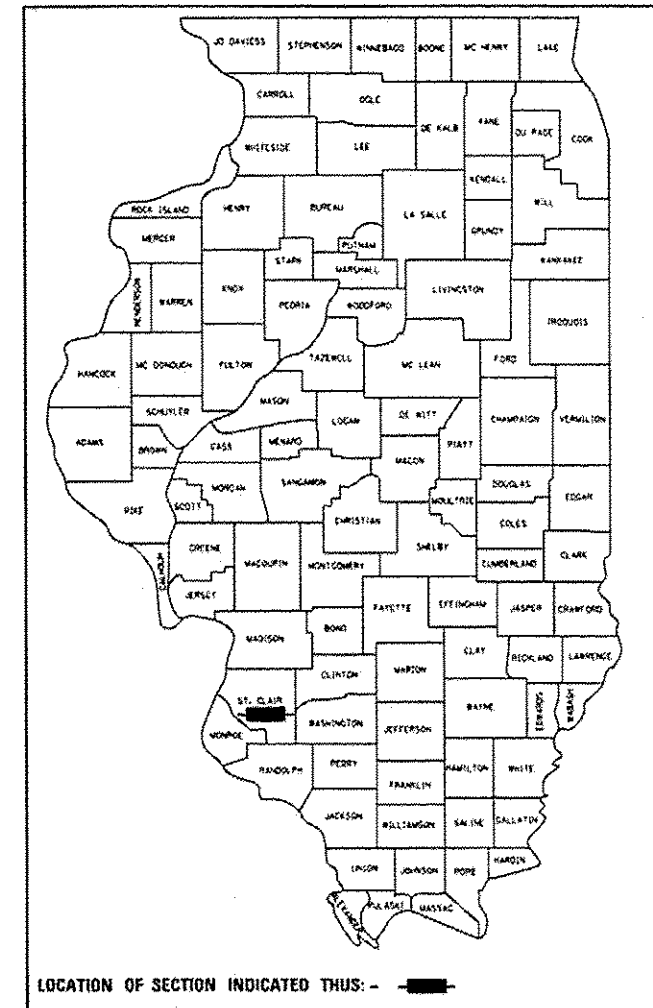 JO DAVIESS STEPHENSON WINNEBAGO BOONE MC HENRY LAKE
CARROLL OGLE DE KALB KANE DU PAGE COOK
WHITESIDE LEE KENDALL WILL
ROCK ISLAND HENRY BUREAU LA SALLE GRUNDY
MERCER PUTNAM KANKAKEE
STARK MARSHALL
HENDERSON WARREN KNOX PEORIA WOODFORD LIVINGSTON IROQUOIS
HANCOCK MC DONOUGH FULTON TAZEWELL MC LEAN FORD
MASON
SCHUYLER LOGAN DE WITT CHAMPAIGN VERMILION
ADAMS BROWN CASS MENARD MACON PIATT
MORGAN SANGAMON DOUGLAS EDGAR
PIKE SCOTT CHRISTIAN MOULTRIE COLES
CALHOUN GREENE MACOUPIN MONTGOMERY SHELBY CUMBERLAND CLARK
JERSEY FAYETTE EFFINGHAM JASPER CRAWFORD
MADISON BOND CLAY RICHLAND LAWRENCE
CLINTON MARION
ST. CLAIR WAYNE EDWARDS WABASH
MONROE WASHINGTON JEFFERSON
RANDOLPH PERRY HAMILTON WHITE
FRANKLIN
JACKSON WILLIAMSON SALINE GALLATIN
UNION JOHNSON POPE HARDIN
ALEXANDER PULASKI MASSAC
LOCATION OF SECTION INDICATED THUS: -